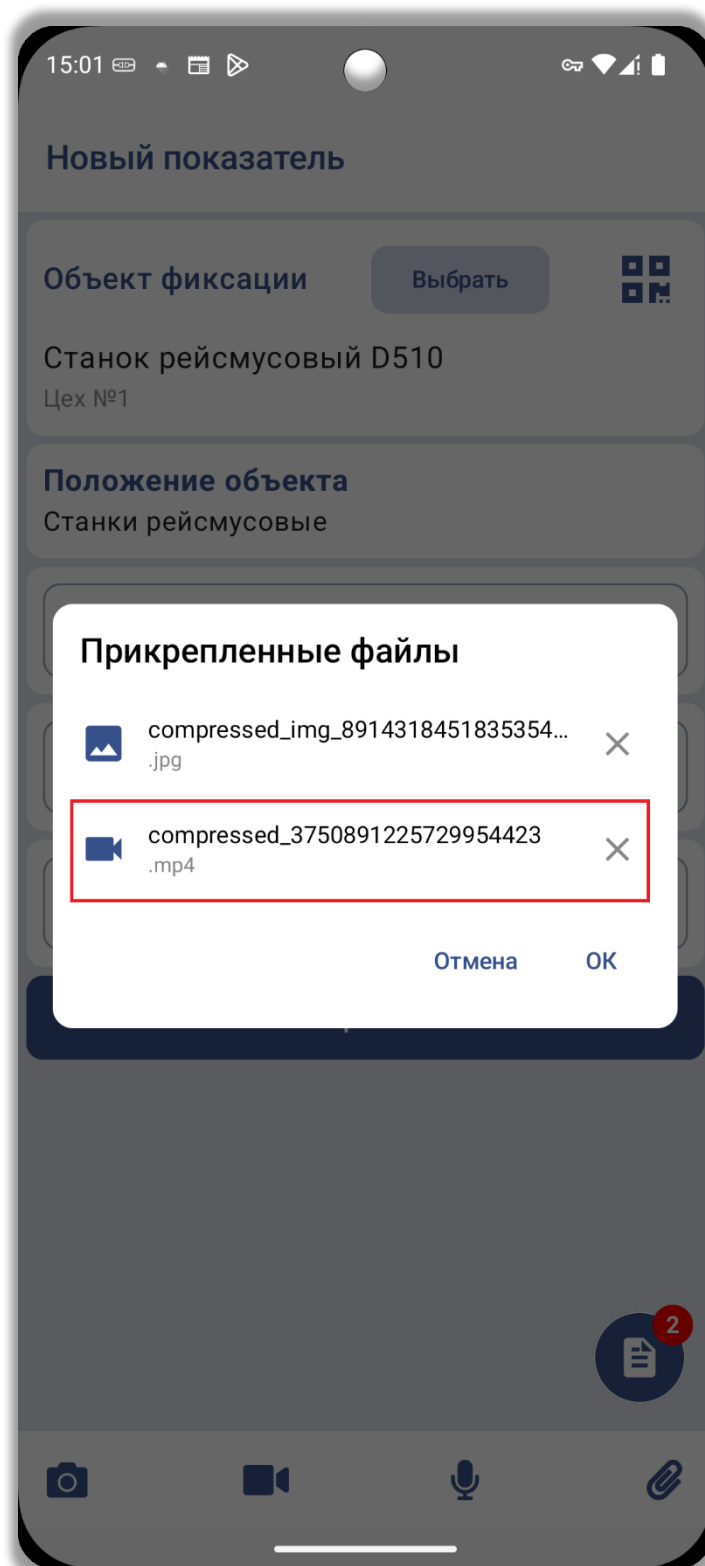 15:01
Новый показатель
Объект фиксации
Выбрать
Станок рейсмусовый D510
Цех №1
Положение объекта
Станки рейсмусовые
Прикрепленные файлы
compressed_img_8914318451835354...
.jpg
compressed_3750891225729954423
.mp4
Отмена
ОК
2